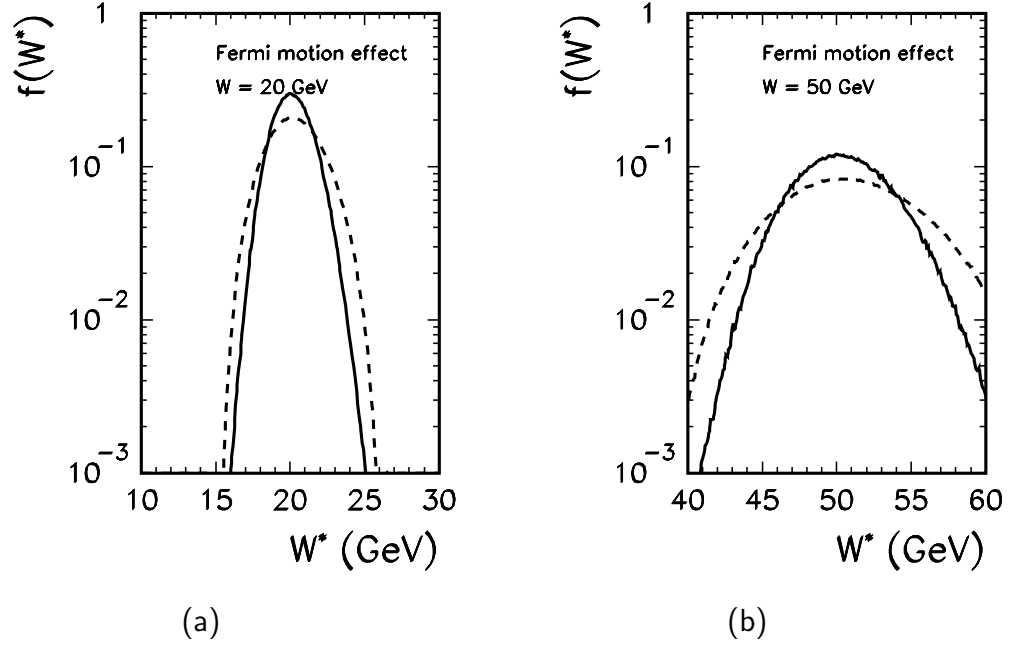 f(W*)
1
10⁻¹
10⁻²
10⁻³
Fermi motion effect
W = 20 GeV
10 15 20 25 30
W* (GeV)
(a)
f(W*)
1
10⁻¹
10⁻²
10⁻³
Fermi motion effect
W = 50 GeV
40 45 50 55 60
W* (GeV)
(b)